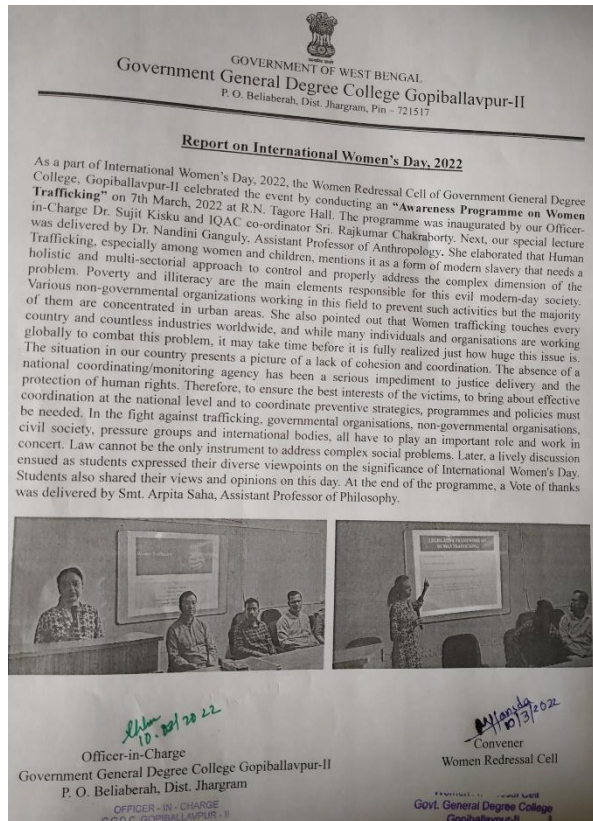 GOVERNMENT OF WEST BENGAL
Government General Degree College Gopiballavpur-II
P. O. Beliaberah, Dist. Jhargram, Pin – 721517
Report on International Women's Day, 2022
As a part of International Women's Day, 2022, the Women Redressal Cell of Government General Degree
College, Gopiballavpur-II celebrated the event by conducting an "Awareness Programme on Women
Trafficking" on 7th March, 2022 at R.N. Tagore Hall. The programme was inaugurated by our Officer-
in-Charge Dr. Sujit Kisku and IQAC co-ordinator Sri. Rajkumar Chakraborty. Next, our special lecture
was delivered by Dr. Nandini Ganguly, Assistant Professor of Anthropology. She elaborated that Human
Trafficking, especially among women and children, mentions it as a form of modern slavery that needs a
holistic and multi-sectorial approach to control and properly address the complex dimension of the
problem. Poverty and illiteracy are the main elements responsible for this evil modern-day society.
Various non-governmental organizations working in this field to prevent such activities but the majority
of them are concentrated in urban areas. She also pointed out that Women trafficking touches every
country and countless industries worldwide, and while many individuals and organisations are working
globally to combat this problem, it may take time before it is fully realized just how huge this issue is.
The situation in our country presents a picture of a lack of cohesion and coordination. The absence of a
national coordinating/monitoring agency has been a serious impediment to justice delivery and the
protection of human rights. Therefore, to ensure the best interests of the victims, to bring about effective
coordination at the national level and to coordinate preventive strategies, programmes and policies must
be needed. In the fight against trafficking, governmental organisations, non-governmental organisations,
civil society, pressure groups and international bodies, all have to play an important role and work in
concert. Law cannot be the only instrument to address complex social problems. Later, a lively discussion
ensued as students expressed their diverse viewpoints on the significance of International Women's Day.
Students also shared their views and opinions on this day. At the end of the programme, a Vote of thanks
was delivered by Smt. Arpita Saha, Assistant Professor of Philosophy.
LEGISLATIVE FRAMEWORK ON
10/3/2022
Officer-in-Charge
Government General Degree College Gopiballavpur-II
P. O. Beliaberah, Dist. Jhargram
OFFICER - IN - CHARGE
GOPIBALLAVPUR - II
Convener
Women Redressal Cell
Govt. General Degree College